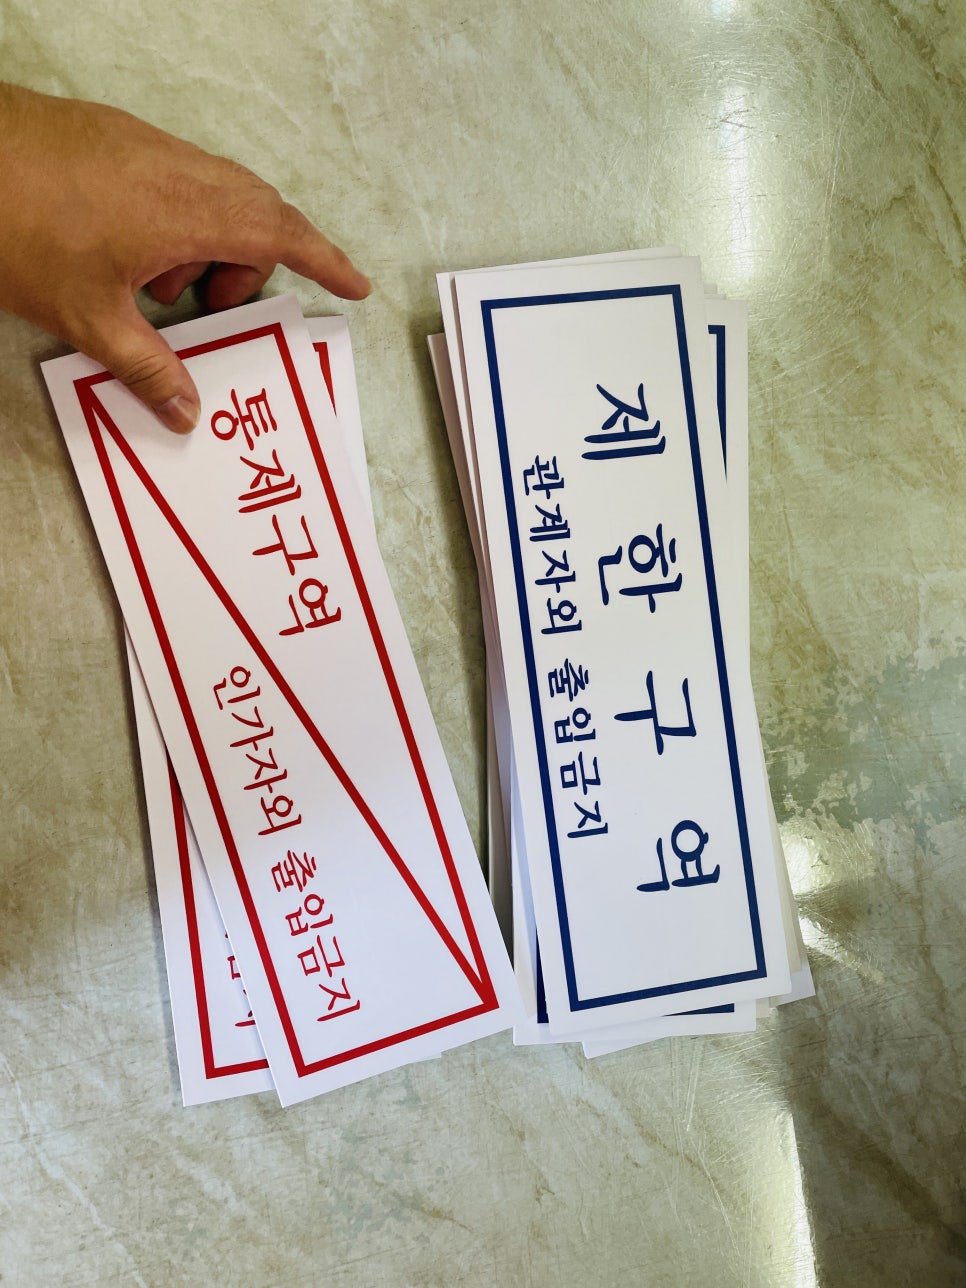 통제구역
인가자외 출입금지
제한구역
관계자외 출입금지